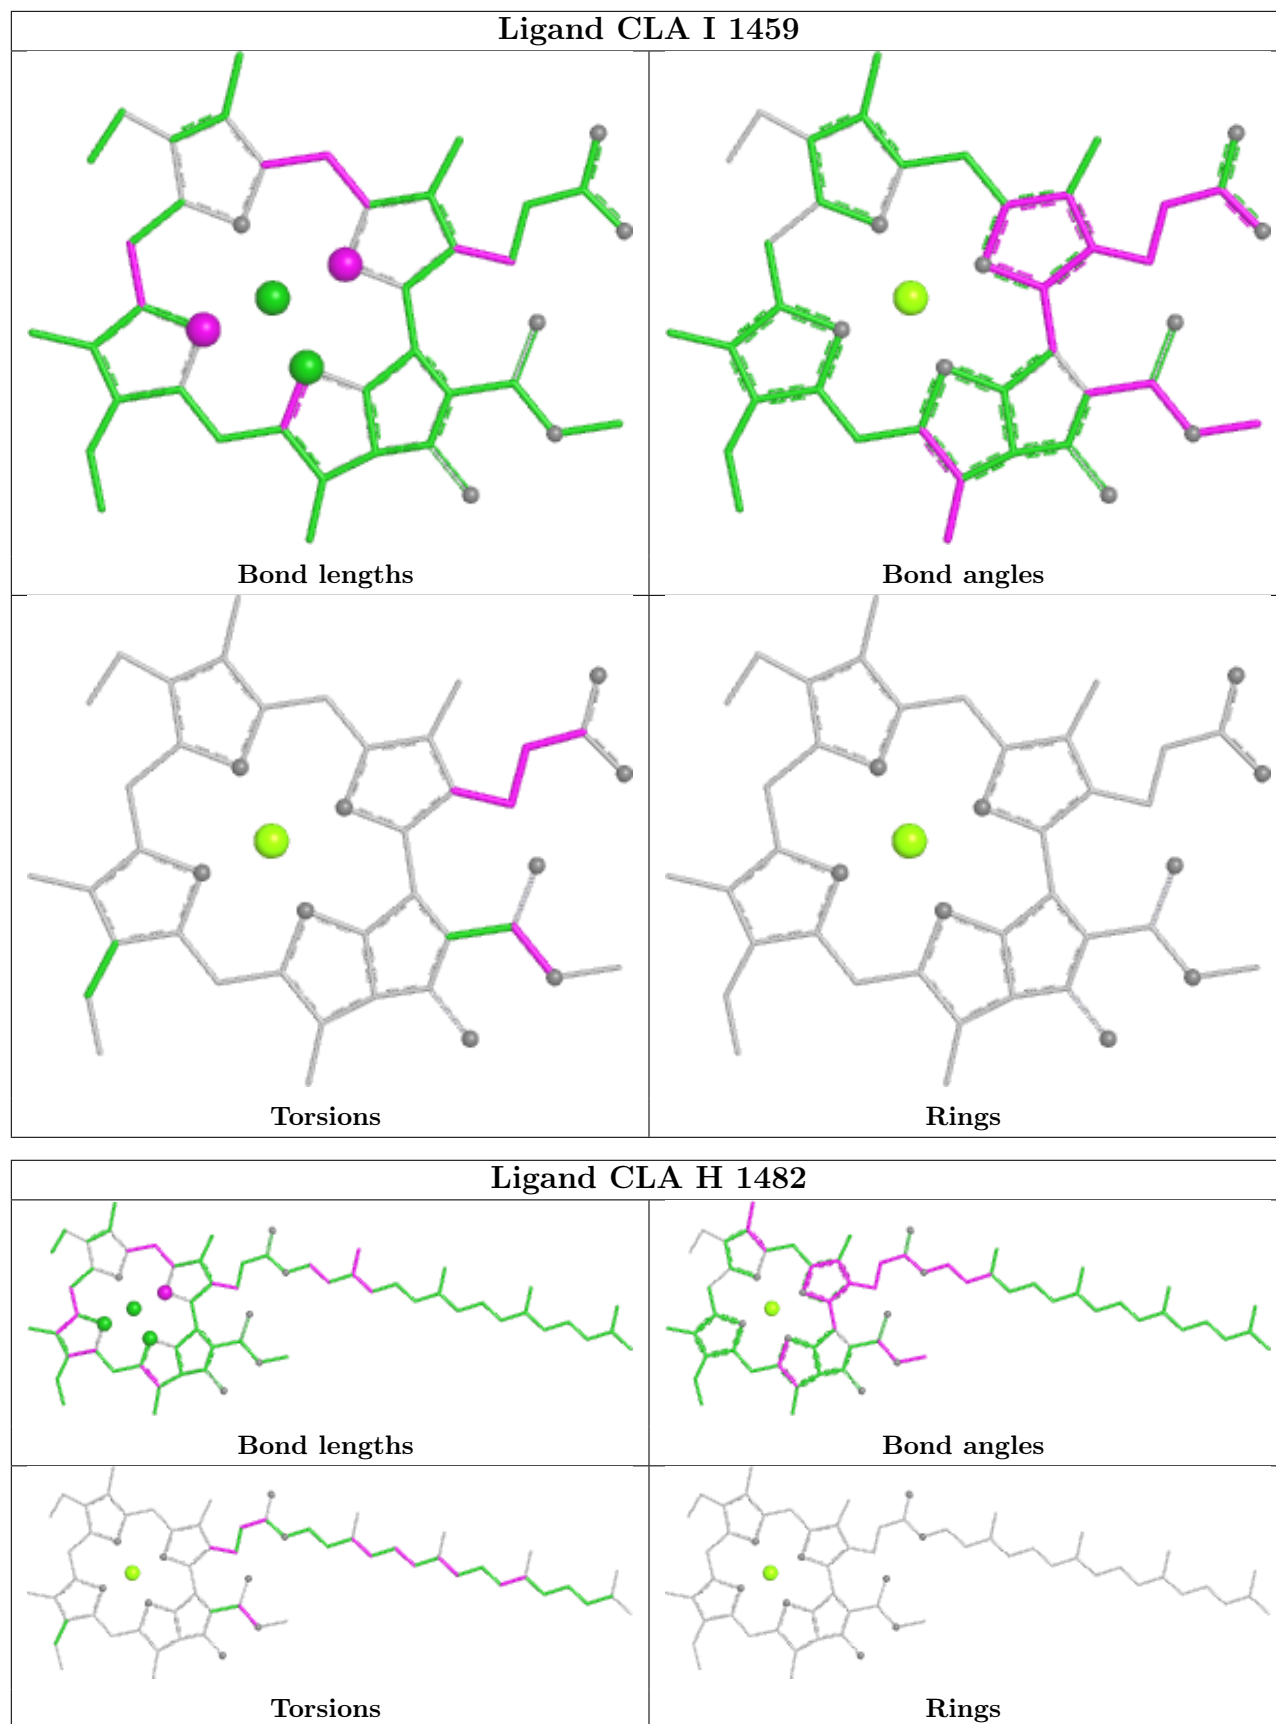 Ligand CLA I 1459
Bond lengths
Bond angles
Torsions
Rings
Ligand CLA H 1482
Bond lengths
Bond angles
Torsions
Rings